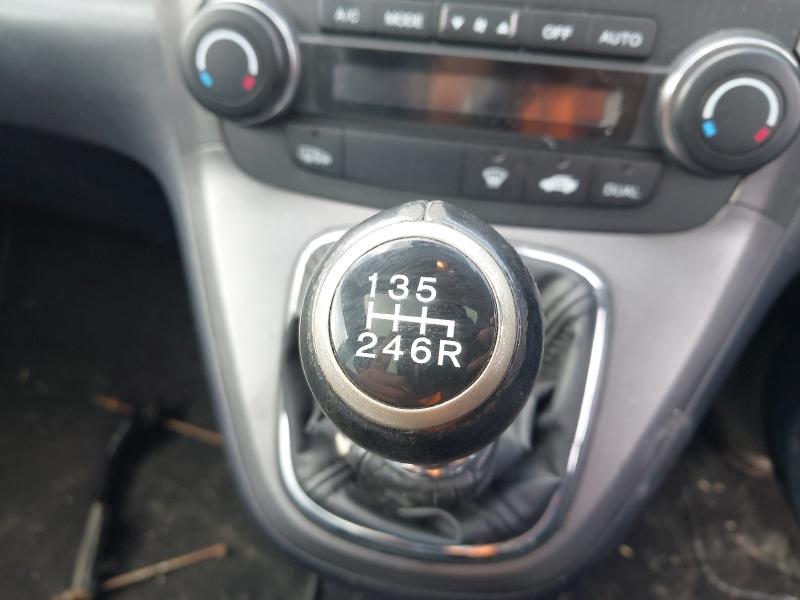 A/C MODE OFF AUTO
DUAL
135
246R